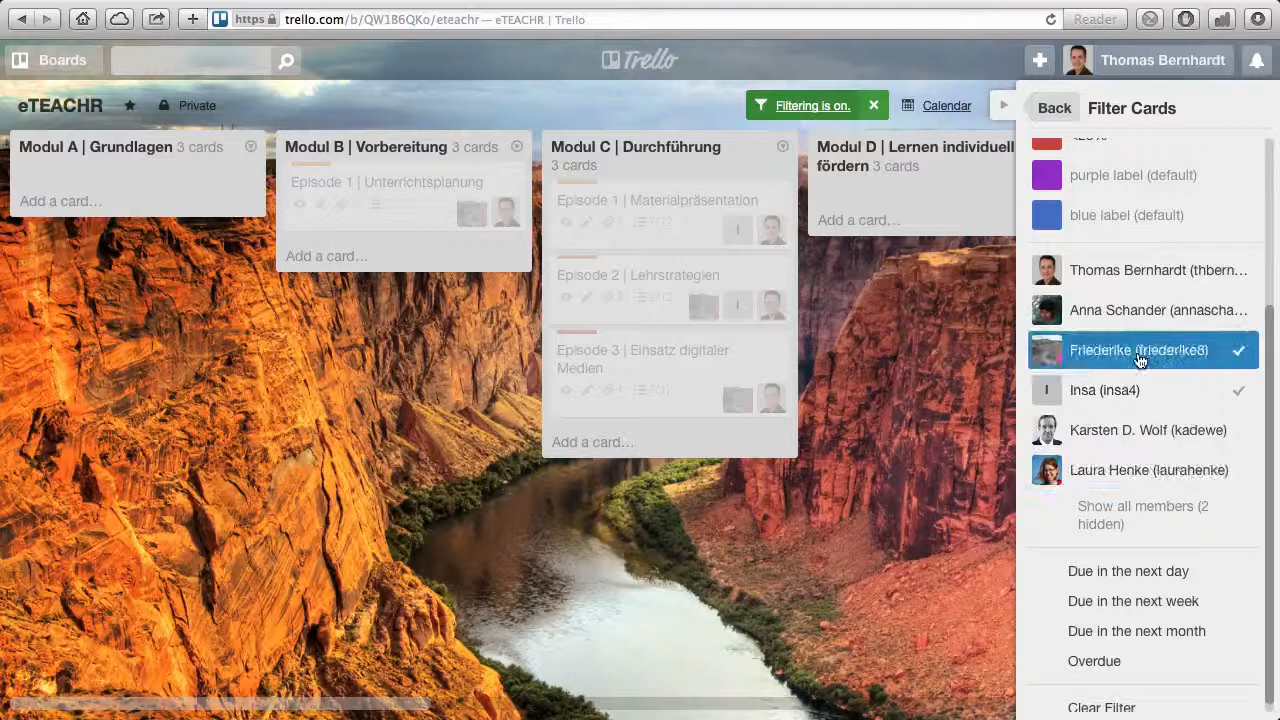 https trello.com/b/QW1B6QKo/eteachr — eTEACHR | Trello
Reader
Boards
Trello
Thomas Bernhardt
eTEACHR
Private
Filtering is on.
Calendar
Modul A | Grundlagen 3 cards
Add a card…
Modul B | Vorbereitung 3 cards
Episode 1 | Unterrichtsplanung
Add a card…
Modul C | Durchführung
3 cards
Episode 1 | Materialpräsentation
I
Episode 2 | Lehrstrategien
I
Episode 3 | Einsatz digitaler
Medien
Add a card…
Modul D | Lernen individuell
fördern 3 cards
Add a card…
Back
Filter Cards
purple label (default)
blue label (default)
Thomas Bernhardt (thbern…
Anna Schander (annascha…
Friederike (friederike8)
I
Insa (insa4)
Karsten D. Wolf (kadewe)
Laura Henke (laurahenke)
Show all members (2
hidden)
Due in the next day
Due in the next week
Due in the next month
Overdue
Clear Filter